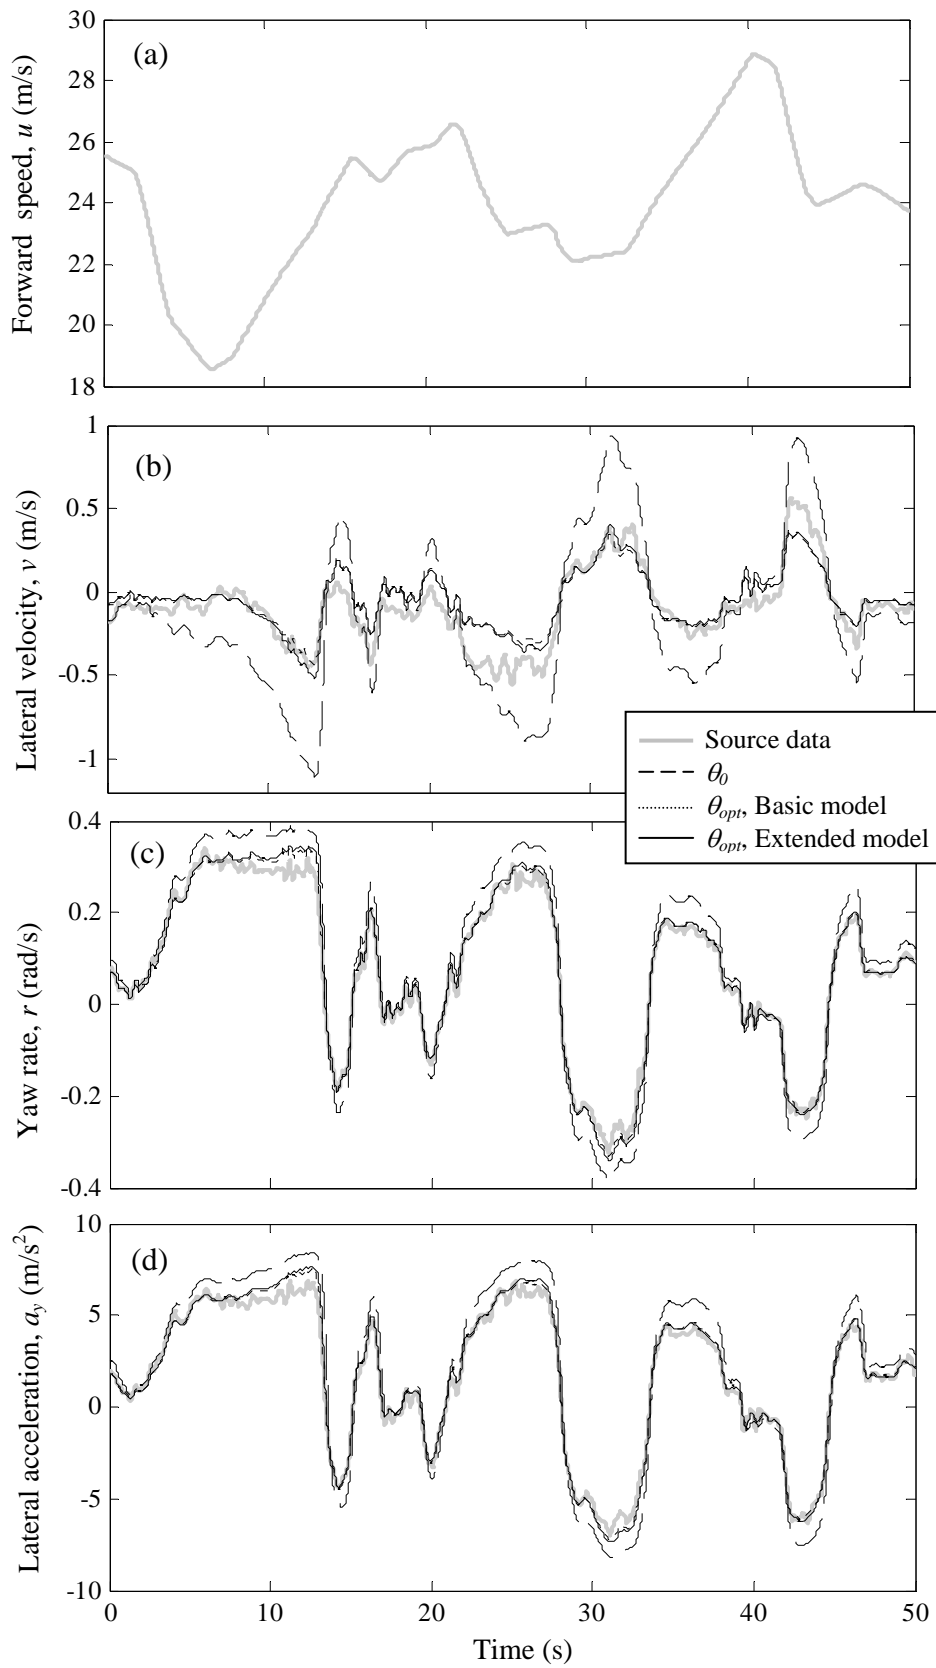 30
28
26
24
22
20
18
Forward speed, u (m/s)
(a)
1
0.5
0
-0.5
-1
Lateral velocity, v (m/s)
(b)
Source data
θ0
θopt, Basic model
θopt, Extended model
0.4
0.2
0
-0.2
-0.4
Yaw rate, r (rad/s)
(c)
10
5
0
-5
-10
Lateral acceleration, ay (m/s2)
(d)
0 10 20 30 40 50
Time (s)